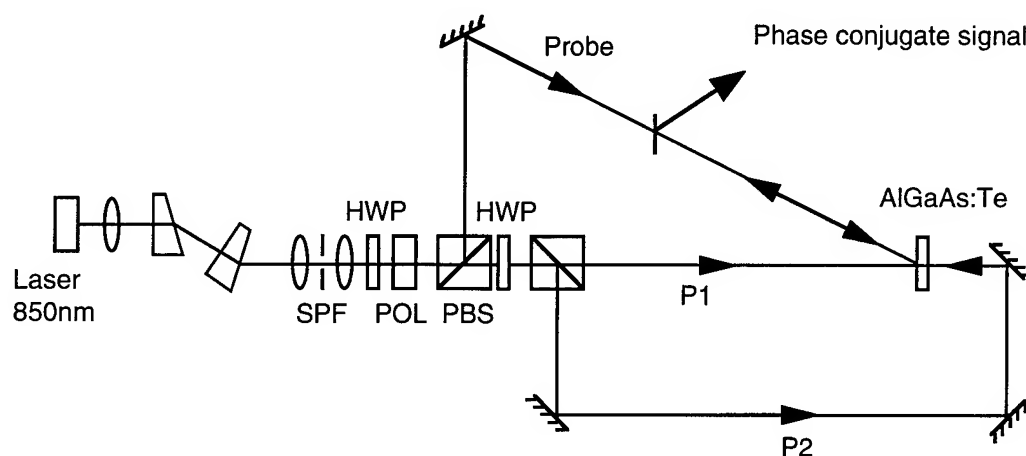 Probe
Phase conjugate signal
AlGaAs:Te
HWP
HWP
Laser
850nm
SPF
POL
PBS
P1
P2